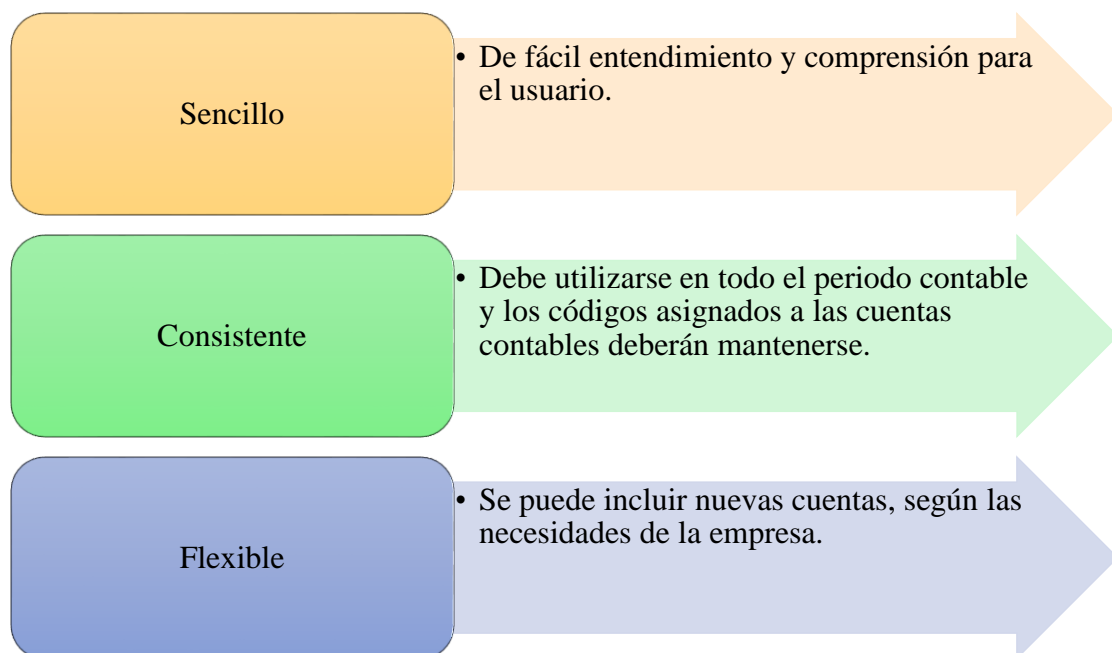 Sencillo
• De fácil entendimiento y comprensión para
el usuario.
Consistente
• Debe utilizarse en todo el periodo contable
y los códigos asignados a las cuentas
contables deberán mantenerse.
Flexible
• Se puede incluir nuevas cuentas, según las
necesidades de la empresa.